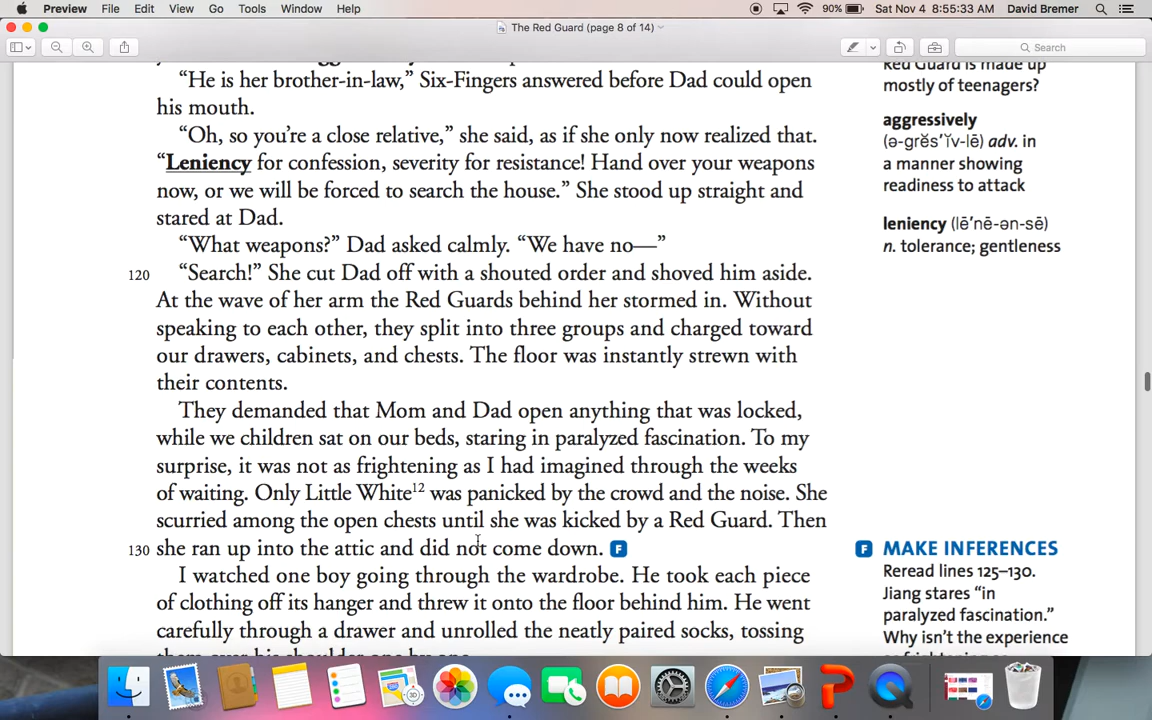 Preview File Edit View Go Tools Window Help 90% Sat Nov 4 8:55:33 AM David Bremer
The Red Guard (page 8 of 14)
Search
“He is her brother-in-law,” Six-Fingers answered before Dad could open
his mouth.
“Oh, so you’re a close relative,” she said, as if she only now realized that.
“Leniency for confession, severity for resistance! Hand over your weapons
now, or we will be forced to search the house.” She stood up straight and
stared at Dad.
“What weapons?” Dad asked calmly. “We have no—”
120 “Search!” She cut Dad off with a shouted order and shoved him aside.
At the wave of her arm the Red Guards behind her stormed in. Without
speaking to each other, they split into three groups and charged toward
our drawers, cabinets, and chests. The floor was instantly strewn with
their contents.
They demanded that Mom and Dad open anything that was locked,
while we children sat on our beds, staring in paralyzed fascination. To my
surprise, it was not as frightening as I had imagined through the weeks
of waiting. Only Little White12 was panicked by the crowd and the noise. She
scurried among the open chests until she was kicked by a Red Guard. Then
130 she ran up into the attic and did not come down. F
I watched one boy going through the wardrobe. He took each piece
of clothing off its hanger and threw it onto the floor behind him. He went
carefully through a drawer and unrolled the neatly paired socks, tossing
Red Guard is made up
mostly of teenagers?
aggressively
(ə-grĕs′ĭv-lē) adv. in
a manner showing
readiness to attack
leniency (lē′nē-ən-sē)
n. tolerance; gentleness
F MAKE INFERENCES
Reread lines 125–130.
Jiang stares “in
paralyzed fascination.”
Why isn’t the experience